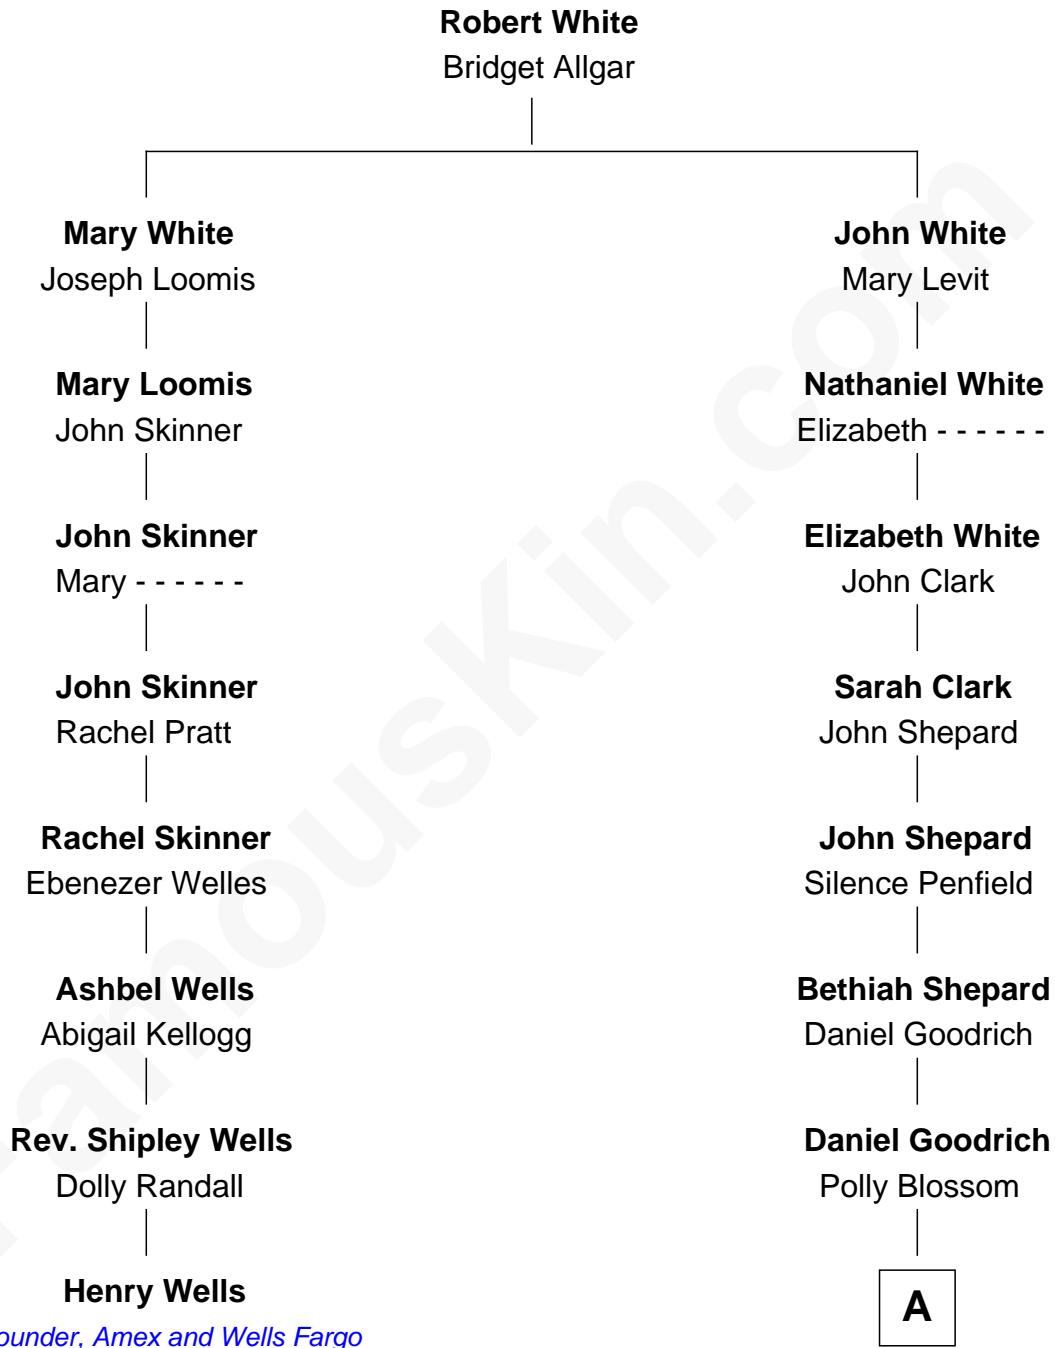 Robert White
Bridget Allgar
Mary White
Joseph Loomis
John White
Mary Levit
Mary Loomis
John Skinner
Nathaniel White
Elizabeth - - - - - -
John Skinner
Mary - - - - - -
Elizabeth White
John Clark
John Skinner
Rachel Pratt
Sarah Clark
John Shepard
Rachel Skinner
Ebenezer Welles
John Shepard
Silence Penfield
Ashbel Wells
Abigail Kellogg
Bethiah Shepard
Daniel Goodrich
Rev. Shipley Wells
Dolly Randall
Daniel Goodrich
Polly Blossom
Henry Wells
ounder, Amex and Wells Fargo
A
FamousKin.com